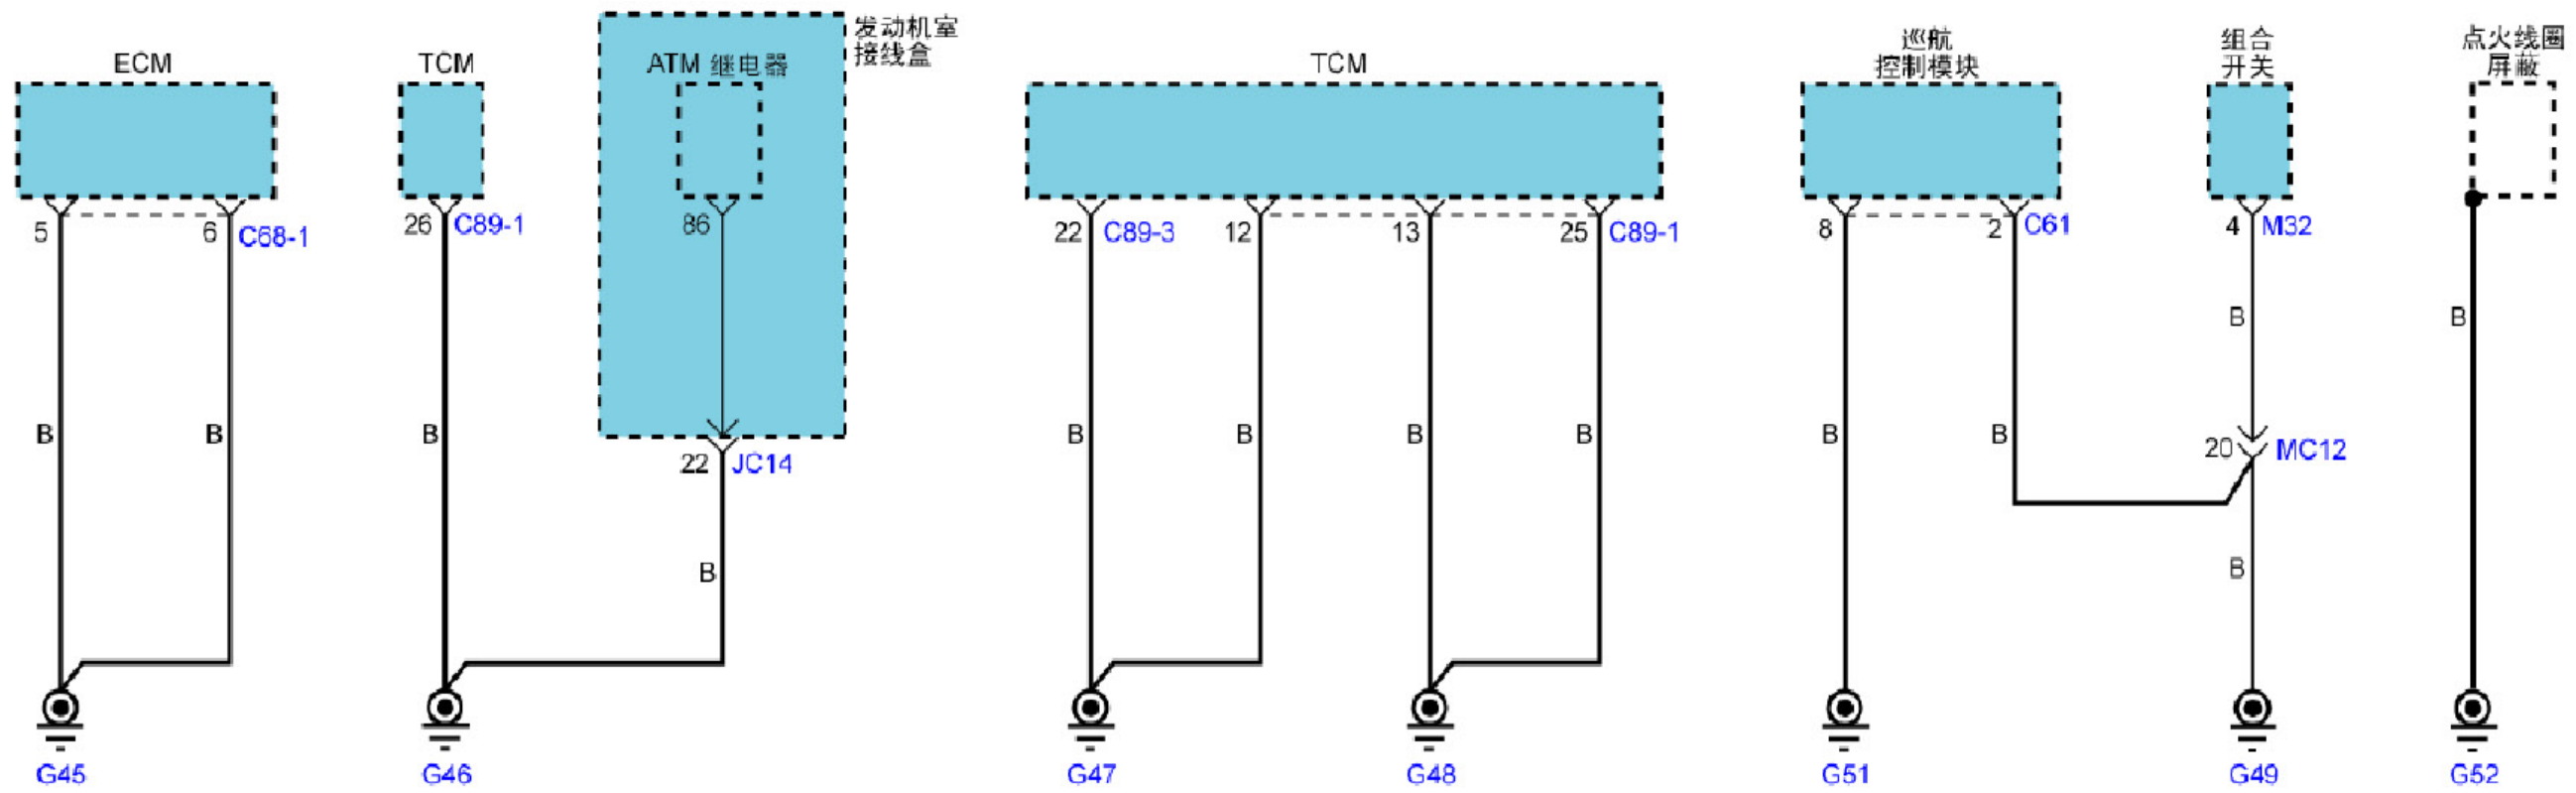 发动机室
接线盒
ECM
TCM
ATM 继电器
TCM
巡航
控制模块
组合
开关
点火线圈
屏蔽
5
6
C68-1
26
C89-1
86
22
C89-3
12
13
25
C89-1
8
2
C61
4
M32
B
B
B
B
B
B
B
B
B
B
B
20
MC12
22
JC14
B
B
G45
G46
G47
G48
G51
G49
G52